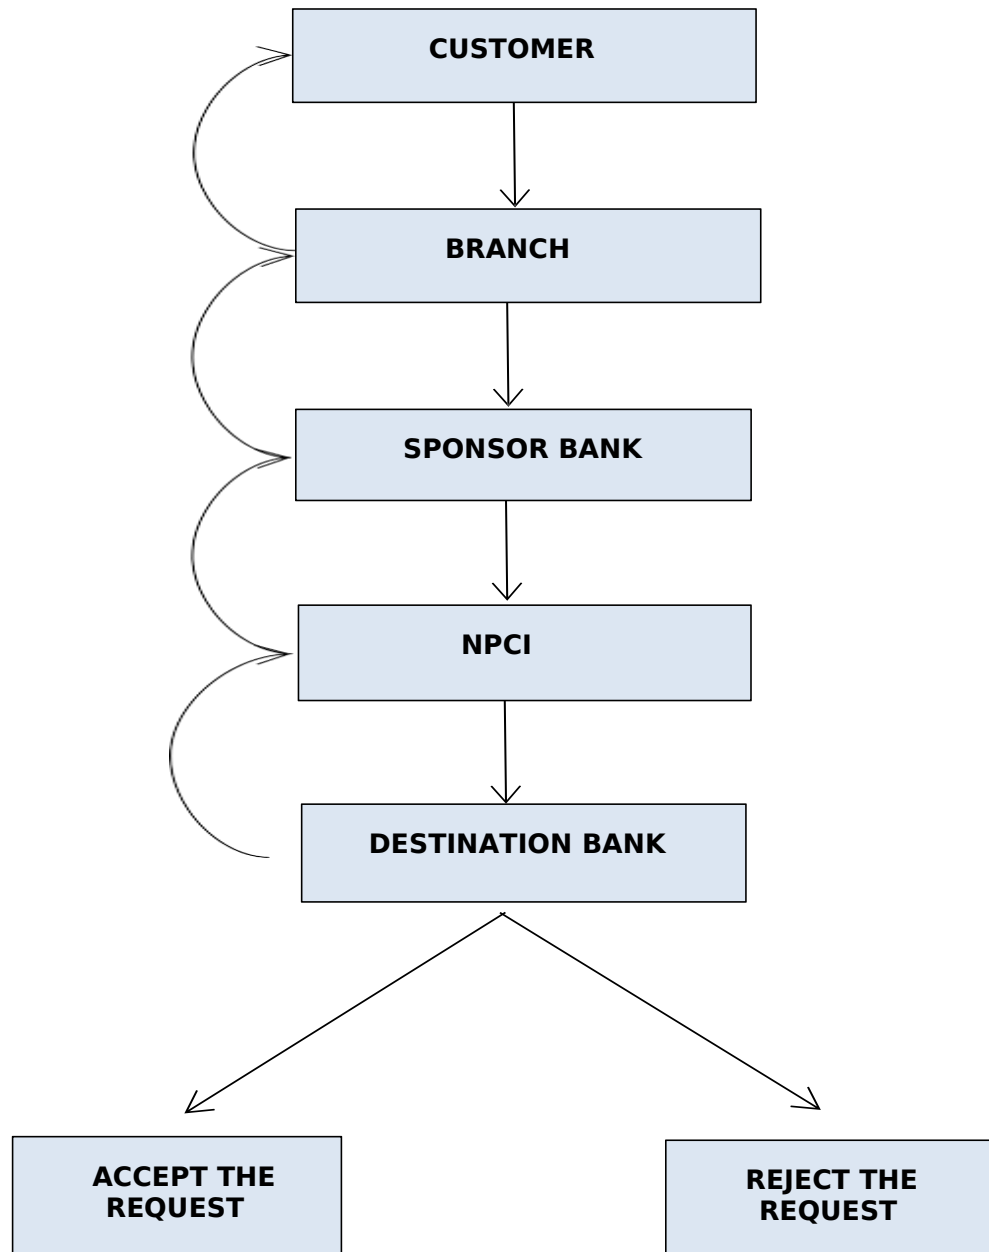 CUSTOMER
BRANCH
SPONSOR BANK
NPCI
DESTINATION BANK
ACCEPT THE
REQUEST
REJECT THE
REQUEST